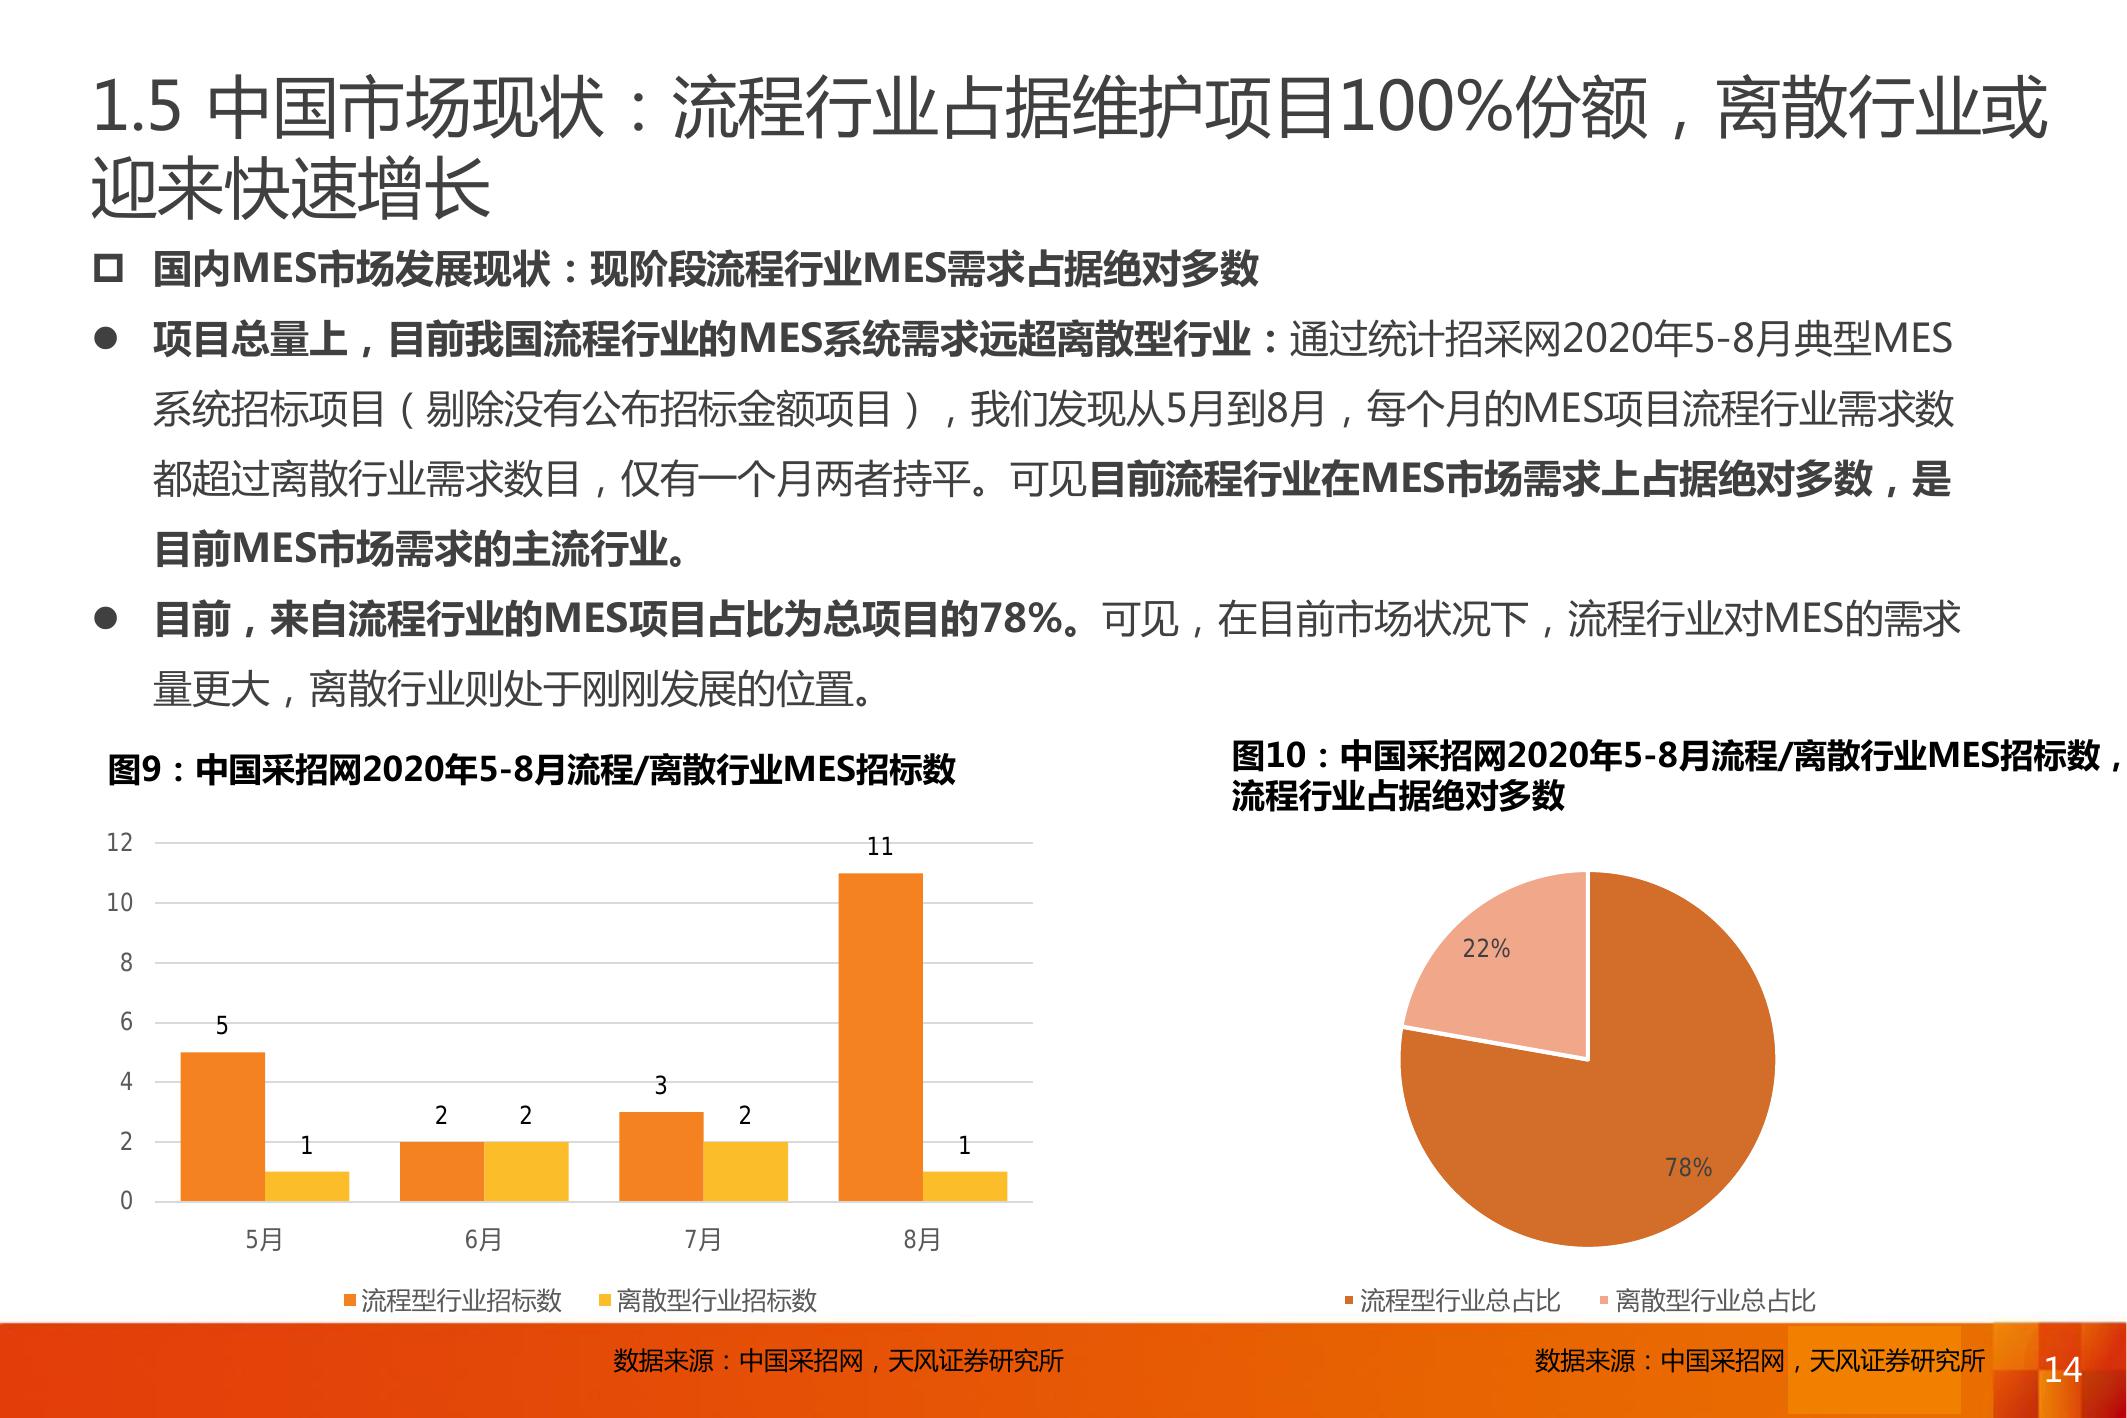 1.5 中国市场现状：流程行业占据维护项目100%份额，离散行业或
迎来快速增长
国内MES市场发展现状：现阶段流程行业MES需求占据绝对多数
项目总量上，目前我国流程行业的MES系统需求远超离散型行业：通过统计招采网2020年5-8月典型MES
系统招标项目（剔除没有公布招标金额项目），我们发现从5月到8月，每个月的MES项目流程行业需求数
都超过离散行业需求数目，仅有一个月两者持平。可见目前流程行业在MES市场需求上占据绝对多数，是
目前MES市场需求的主流行业。
目前，来自流程行业的MES项目占比为总项目的78%。可见，在目前市场状况下，流程行业对MES的需求
量更大，离散行业则处于刚刚发展的位置。
图9：中国采招网2020年5-8月流程/离散行业MES招标数
12
10
8
6
4
2
0
5
1
2
2
3
2
11
1
5月
6月
7月
8月
流程型行业招标数
离散型行业招标数
图10：中国采招网2020年5-8月流程/离散行业MES招标数，
流程行业占据绝对多数
22%
78%
流程型行业总占比
离散型行业总占比
数据来源：中国采招网，天风证券研究所
数据来源：中国采招网，天风证券研究所
14